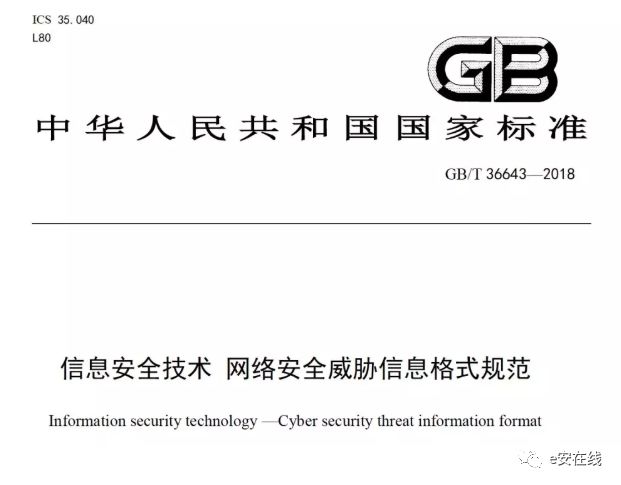 ICS 35.040
L80
GB
中华人民共和国国家标准
GB/T 36643—2018
信息安全技术 网络安全威胁信息格式规范
Information security technology —Cyber security threat information format
e安在线